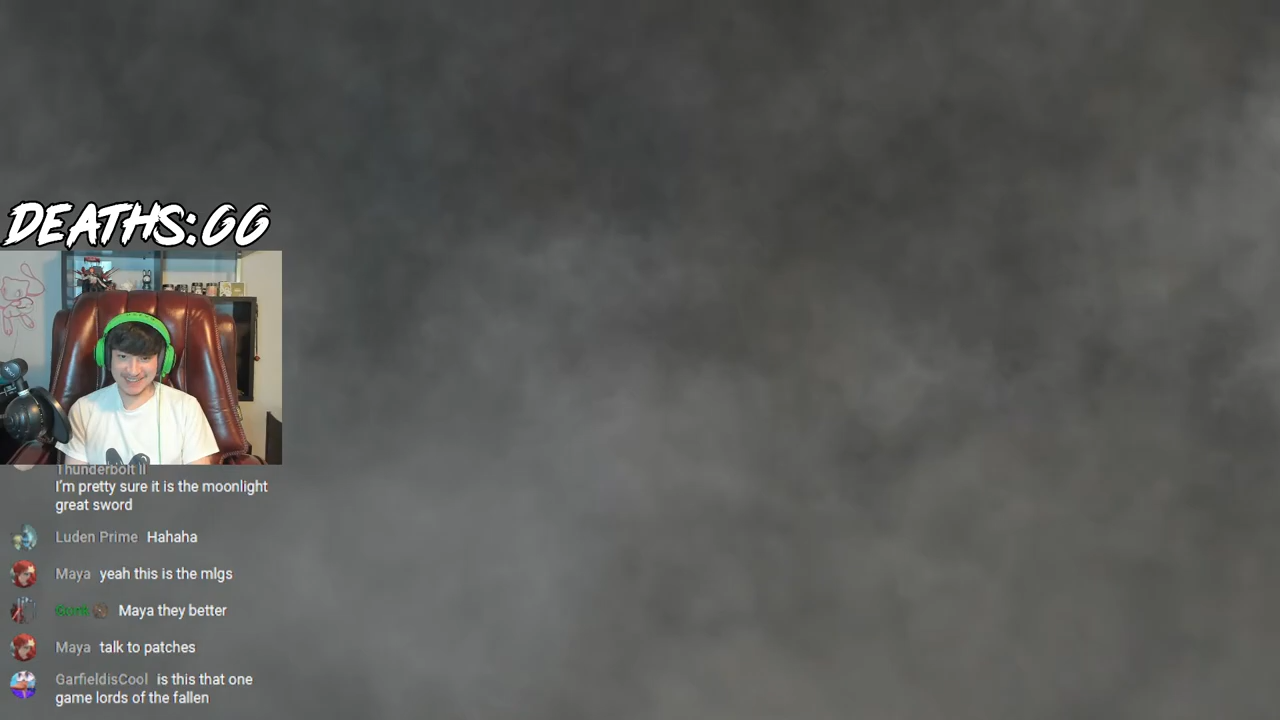 DEATHS:66
Thunderbolt II
I'm pretty sure it is the moonlight
great sword
Luden Prime Hahaha
Maya yeah this is the mlgs
Maya they better
Maya talk to patches
GarfieldisCool is this that one
game lords of the fallen